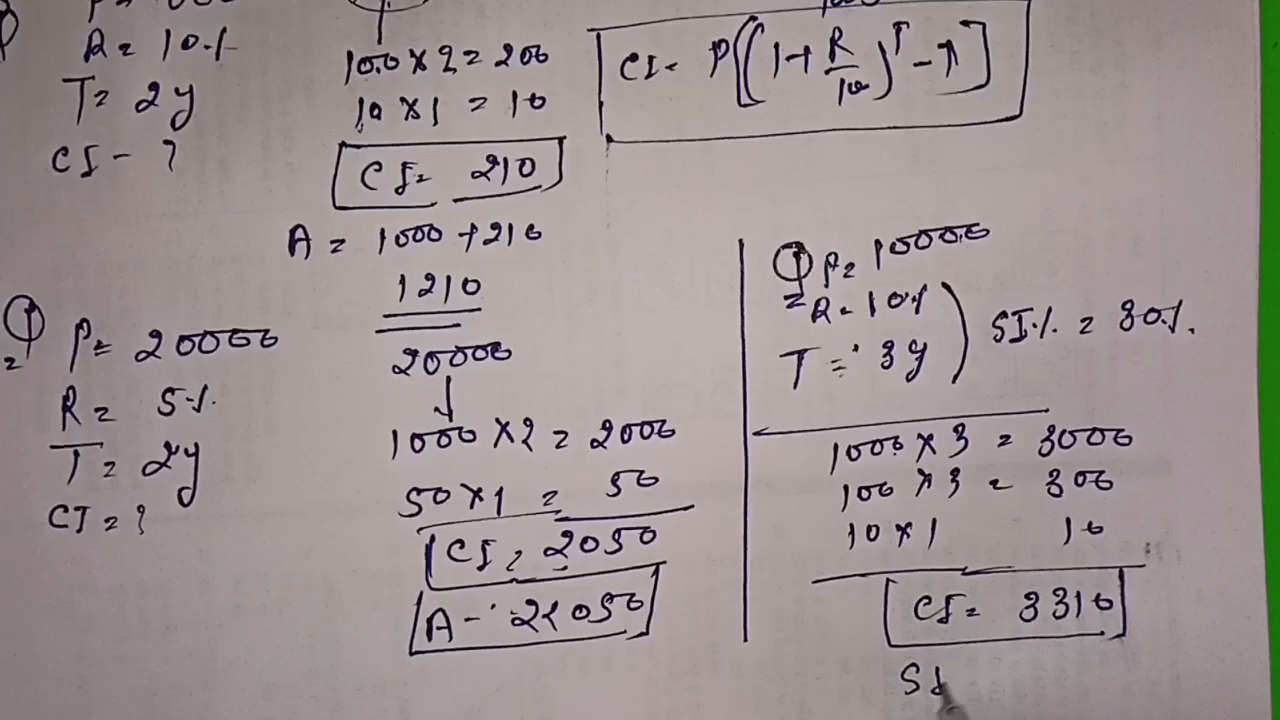 R = 10%
T = 2y
CI - ?
100 × 2 = 200
10 × 1 = 10
CI = 210
A = 1000 + 210
1210
CI = P[(1 + R/100)^T - 1]
Q
2
P = 20000
R = 5%
T = 2y
CI = ?
20000
1000 × 2 = 2000
50 × 1 = 50
CI = 2050
A - 22050
Q P = 10000
R = 10%
T = 3y
SI% = 30%
1000 × 3 = 3000
100 × 3 = 300
10 × 1 10
CI = 3310
SI